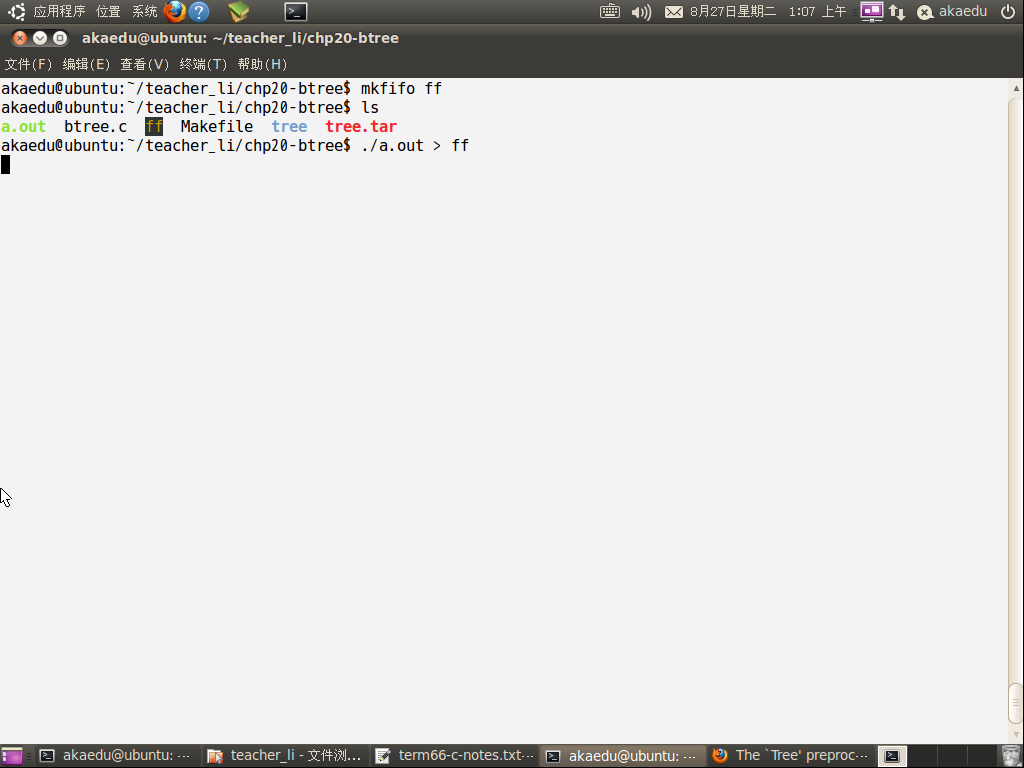 应用程序 位置 系统 8月27日星期二 1:07 上午 akaedu
akaedu@ubuntu: ~/teacher_li/chp20-btree
文件(F) 编辑(E) 查看(V) 终端(T) 帮助(H)
akaedu@ubuntu:~/teacher_li/chp20-btree$ mkfifo ff
akaedu@ubuntu:~/teacher_li/chp20-btree$ ls
a.out btree.c ff Makefile tree tree.tar
akaedu@ubuntu:~/teacher_li/chp20-btree$ ./a.out > ff
akaedu@ubuntu: ... teacher_li - 文件浏... term66-c-notes.txt... akaedu@ubuntu: ... The `Tree' preproc...